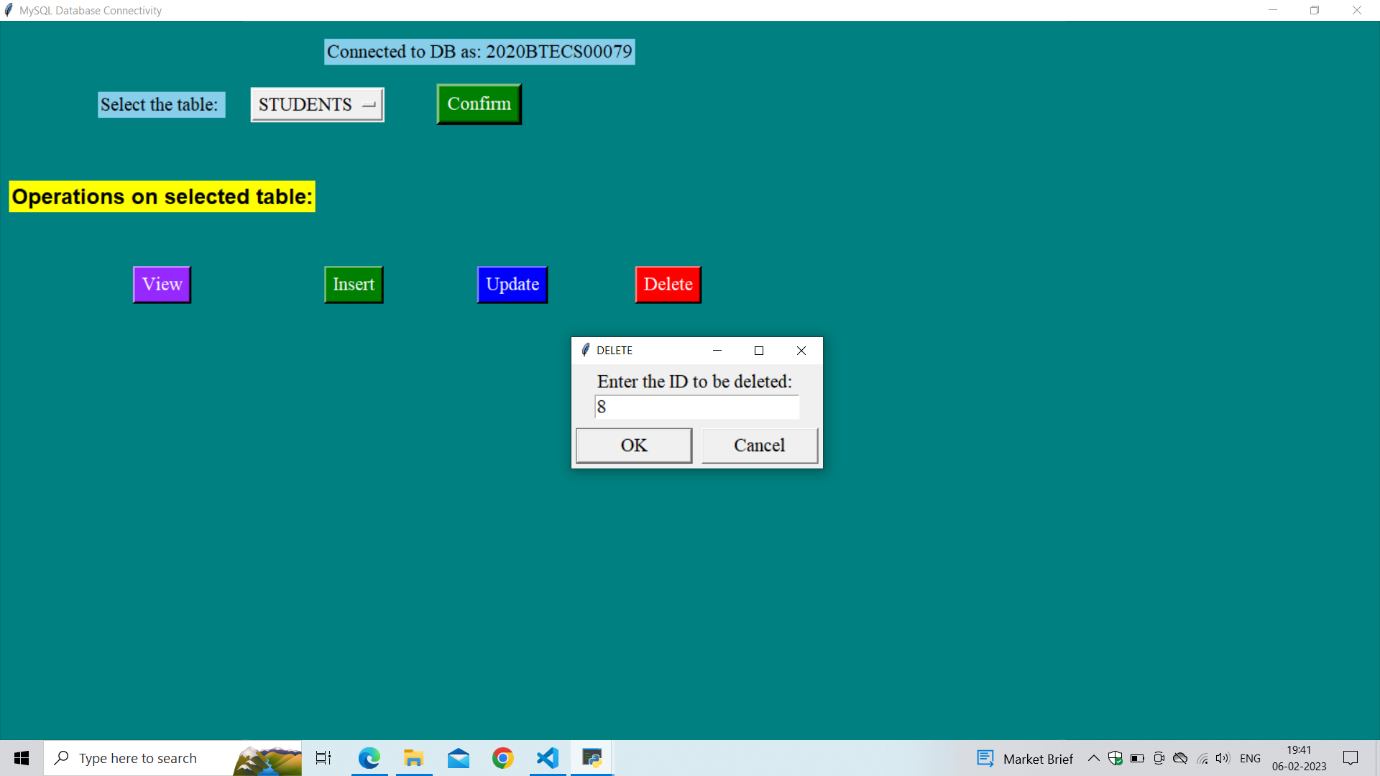 MySQL Database Connectivity
Connected to DB as: 2020BTECS00079
Select the table:
STUDENTS
Confirm
Operations on selected table:
View
Insert
Update
Delete
DELETE
Enter the ID to be deleted:
8
OK
Cancel
Type here to search
Market Brief
ENG
19:41
06-02-2023